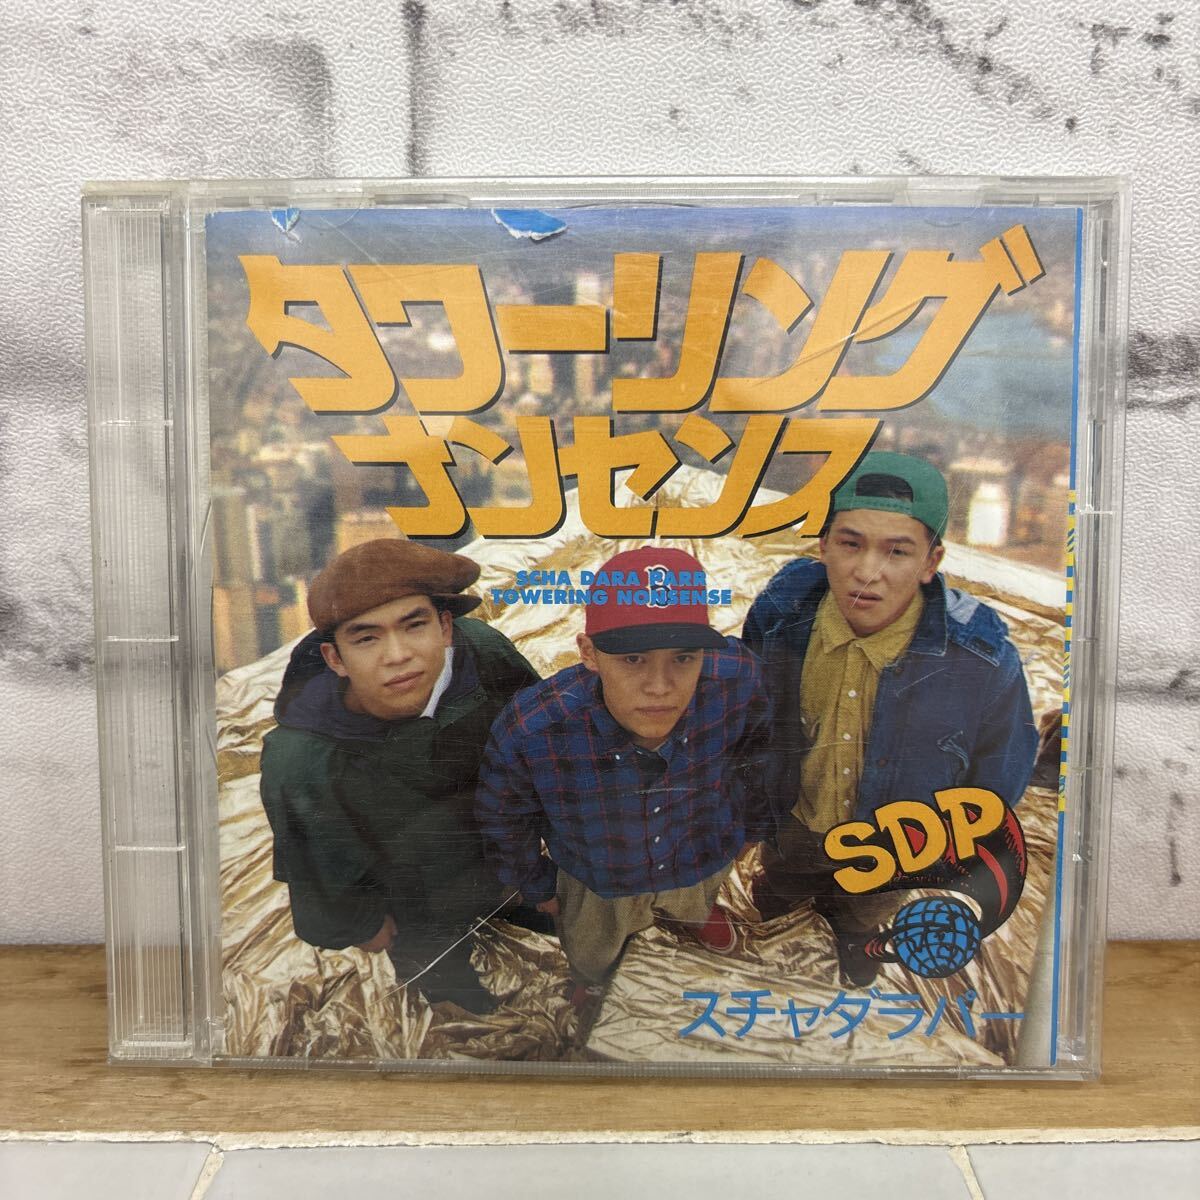 タワーリング
ナンセンス
SCHA DARA PARR
TOWERING NONSENSE
B
SDP
スチャダラパー